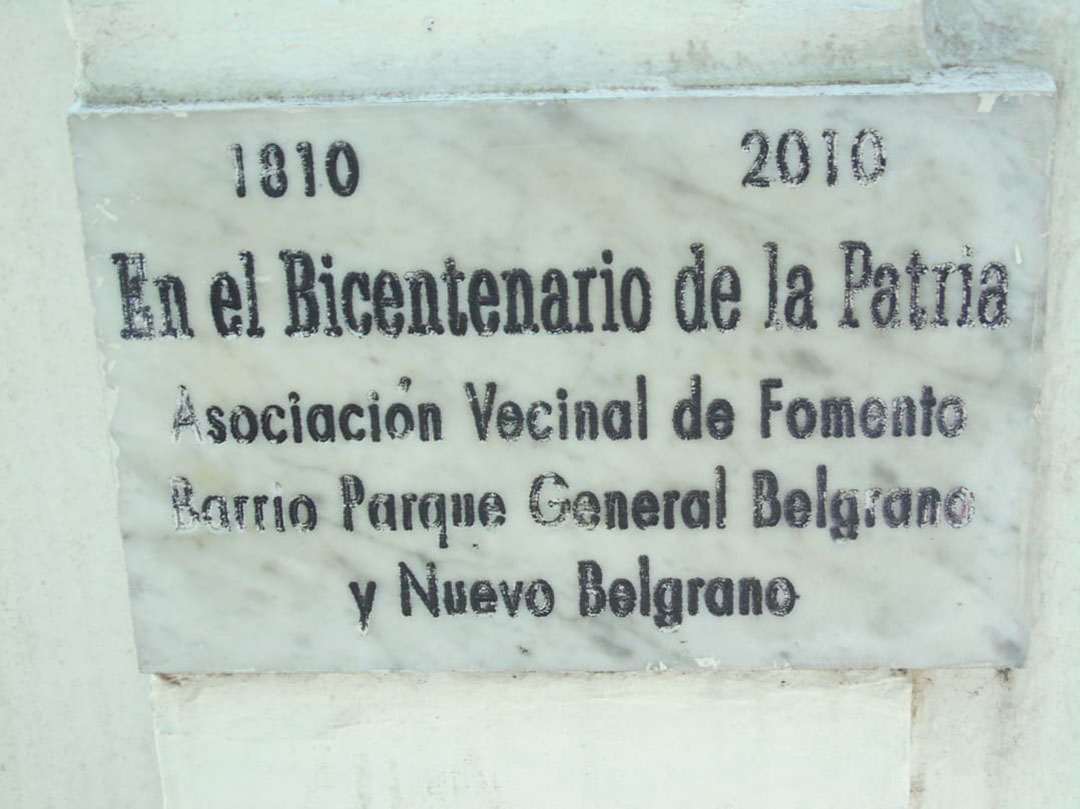 1810 2010
En el Bicentenario de la Patria
Asociación Vecinal de Fomento
Barrio Parque General Belgrano
y Nuevo Belgrano